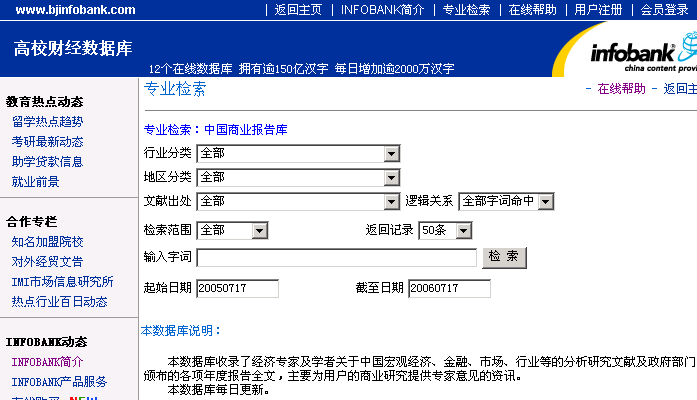 www.bjinfobank.com | 返回主页 | INFOBANK简介 | 专业检索 | 在线帮助 | 用户注册 | 会员登录
高校财经数据库
12个在线数据库 拥有逾150亿汉字 每日增加逾2000万汉字
infobank
china content provi
专业检索
- 在线帮助 - 返回主
教育热点动态
留学热点趋势
考研最新动态
助学贷款信息
就业前景
合作专栏
知名加盟院校
对外经贸文告
IMI市场信息研究所
热点行业百日动态
INFOBANK动态
INFOBANK简介
INFOBANK产品服务
专业检索：中国商业报告库
行业分类 全部
地区分类 全部
文献出处 全部 逻辑关系 全部字词命中
检索范围 全部 返回记录 50条
输入字词 检 索
起始日期 20050717 截至日期 20060717
本数据库说明：
本数据库收录了经济专家及学者关于中国宏观经济、金融、市场、行业等的分析研究文献及政府部门
颁布的各项年度报告全文，主要为用户的商业研究提供专家意见的资讯。
本数据库每日更新。